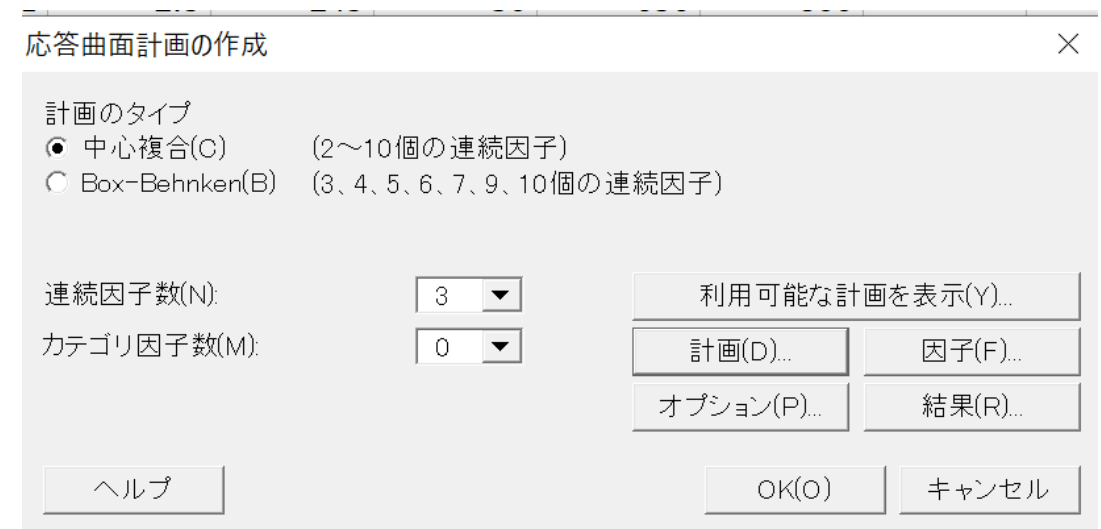 応答曲面計画の作成
計画のタイプ
中心複合(C) (2～10個の連続因子)
Box-Behnken(B) (3、4、5、6、7、9、10個の連続因子)
連続因子数(N): 3 利用可能な計画を表示(Y)...
カテゴリ因子数(M): 0 計画(D)... 因子(F)...
オプション(P)... 結果(R)...
ヘルプ OK(O) キャンセル